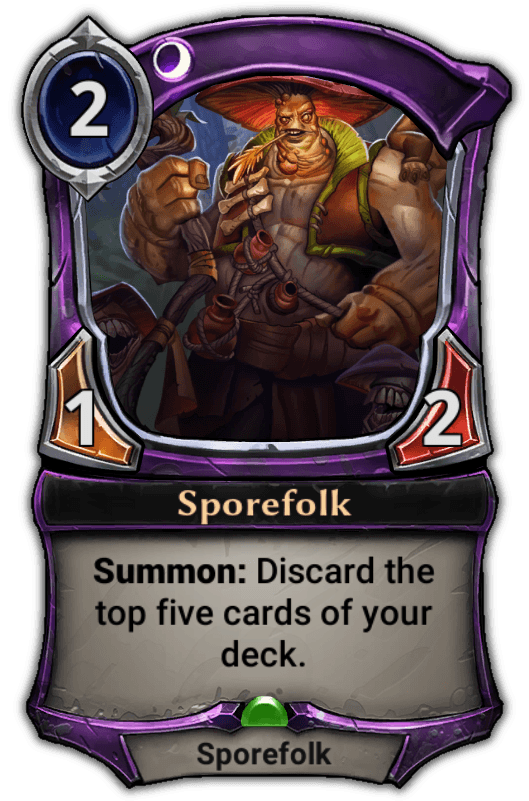 2
1
2
Sporefolk
Summon: Discard the
top five cards of your
deck.
Sporefolk